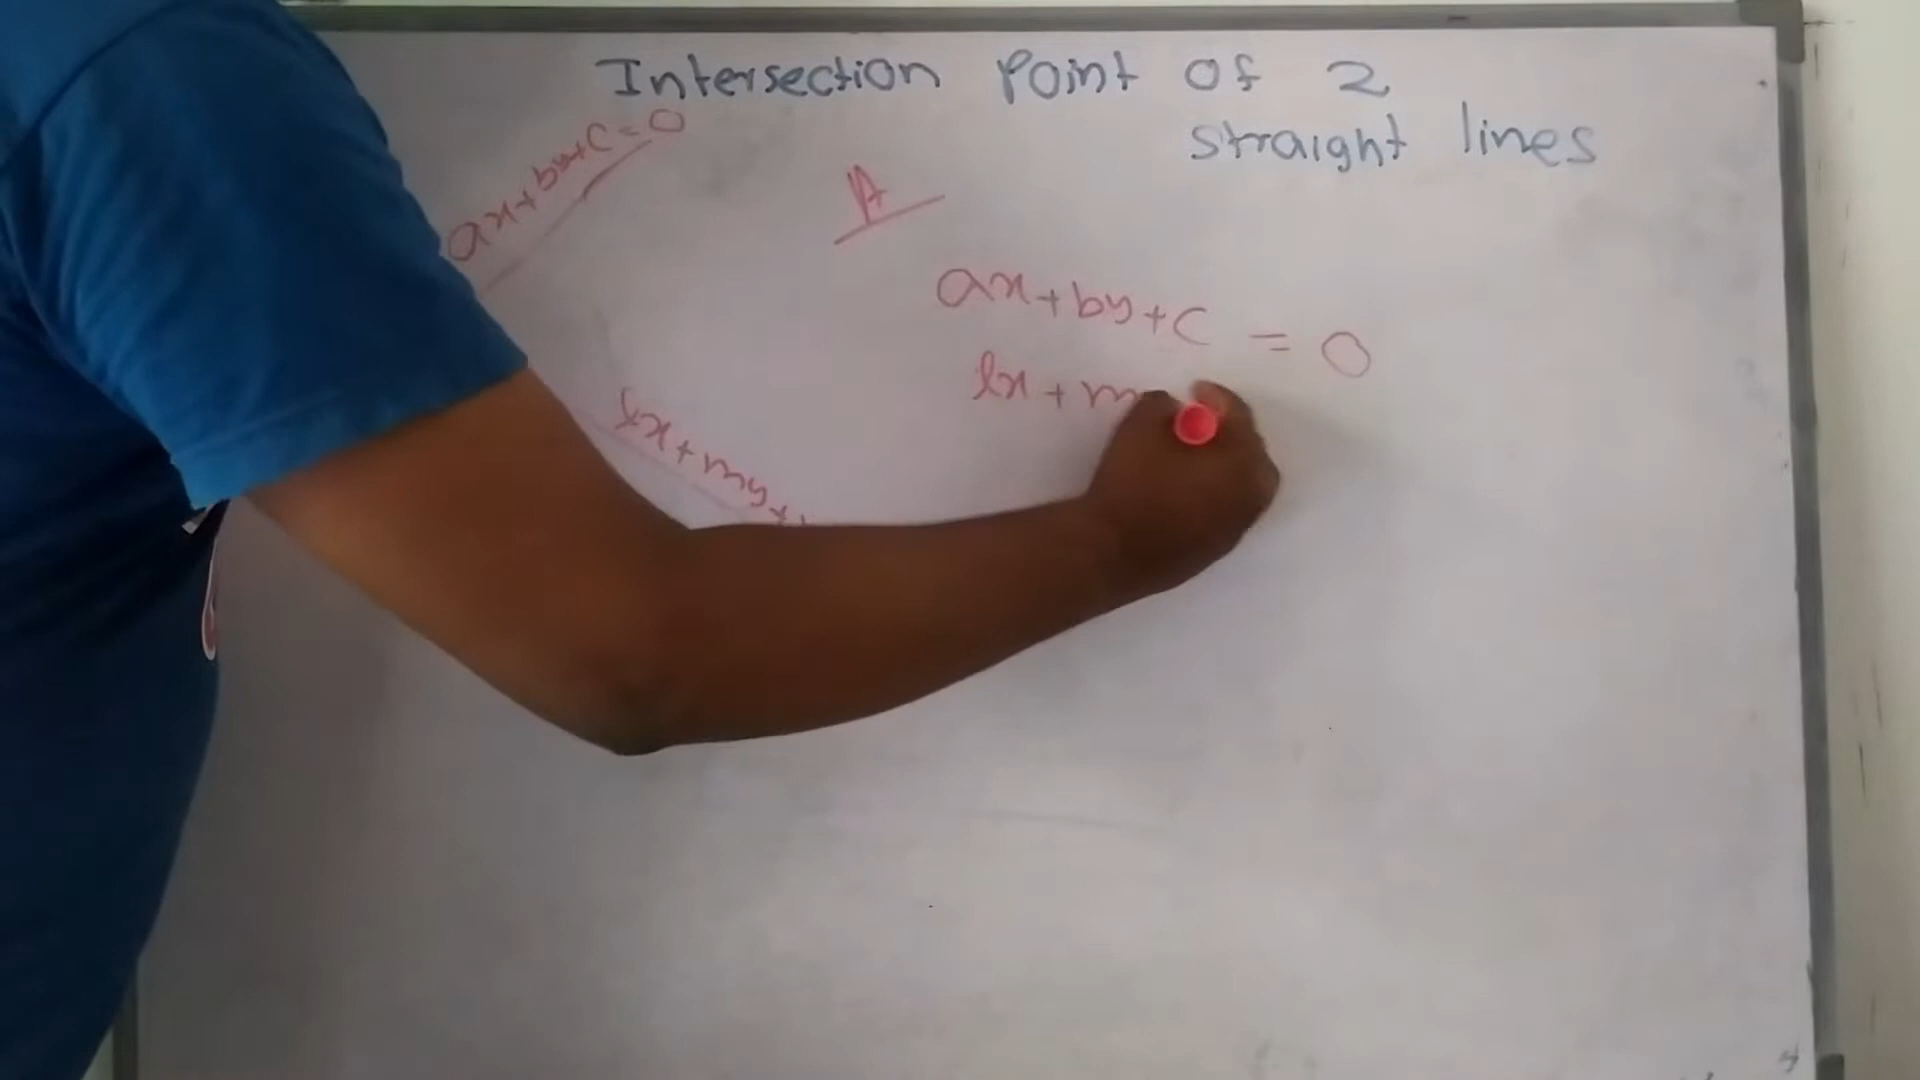 Intersection Point Of 2
straight lines
ax+by+c=0
A
ax+by+c = 0
lx + m
lx+my+